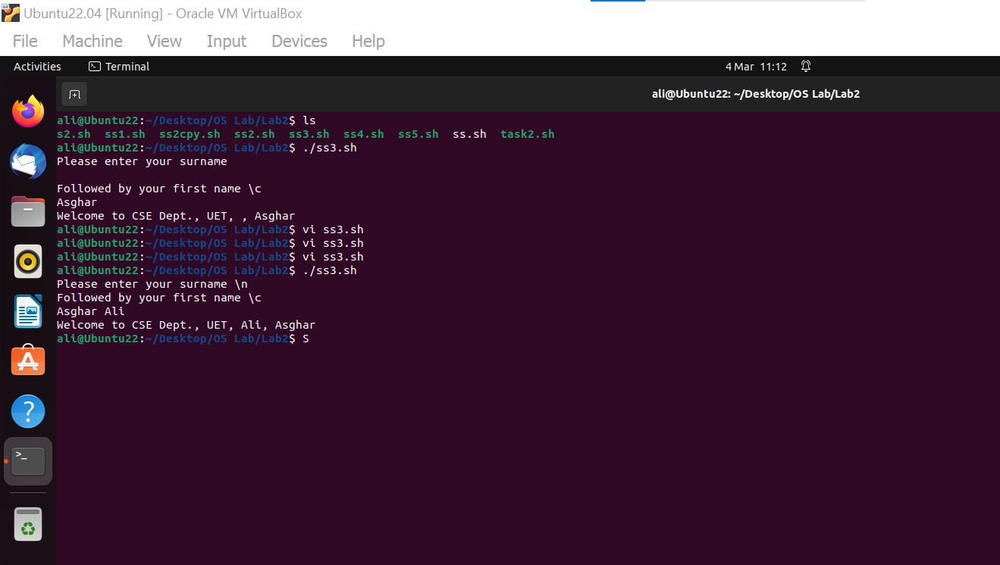 Ubuntu22.04 [Running] - Oracle VM VirtualBox
File Machine View Input Devices Help
Activities Terminal 4 Mar 11:12
ali@Ubuntu22: ~/Desktop/OS Lab/Lab2
ali@Ubuntu22:~/Desktop/OS Lab/Lab2$ ls
s2.sh ss1.sh ss2cpy.sh ss2.sh ss3.sh ss4.sh ss5.sh ss.sh task2.sh
ali@Ubuntu22:~/Desktop/OS Lab/Lab2$ ./ss3.sh
Please enter your surname
Followed by your first name \c
Asghar
Welcome to CSE Dept., UET, , Asghar
ali@Ubuntu22:~/Desktop/OS Lab/Lab2$ vi ss3.sh
ali@Ubuntu22:~/Desktop/OS Lab/Lab2$ vi ss3.sh
ali@Ubuntu22:~/Desktop/OS Lab/Lab2$ vi ss3.sh
ali@Ubuntu22:~/Desktop/OS Lab/Lab2$ ./ss3.sh
Please enter your surname \n
Followed by your first name \c
Asghar Ali
Welcome to CSE Dept., UET, Ali, Asghar
ali@Ubuntu22:~/Desktop/OS Lab/Lab2$ S